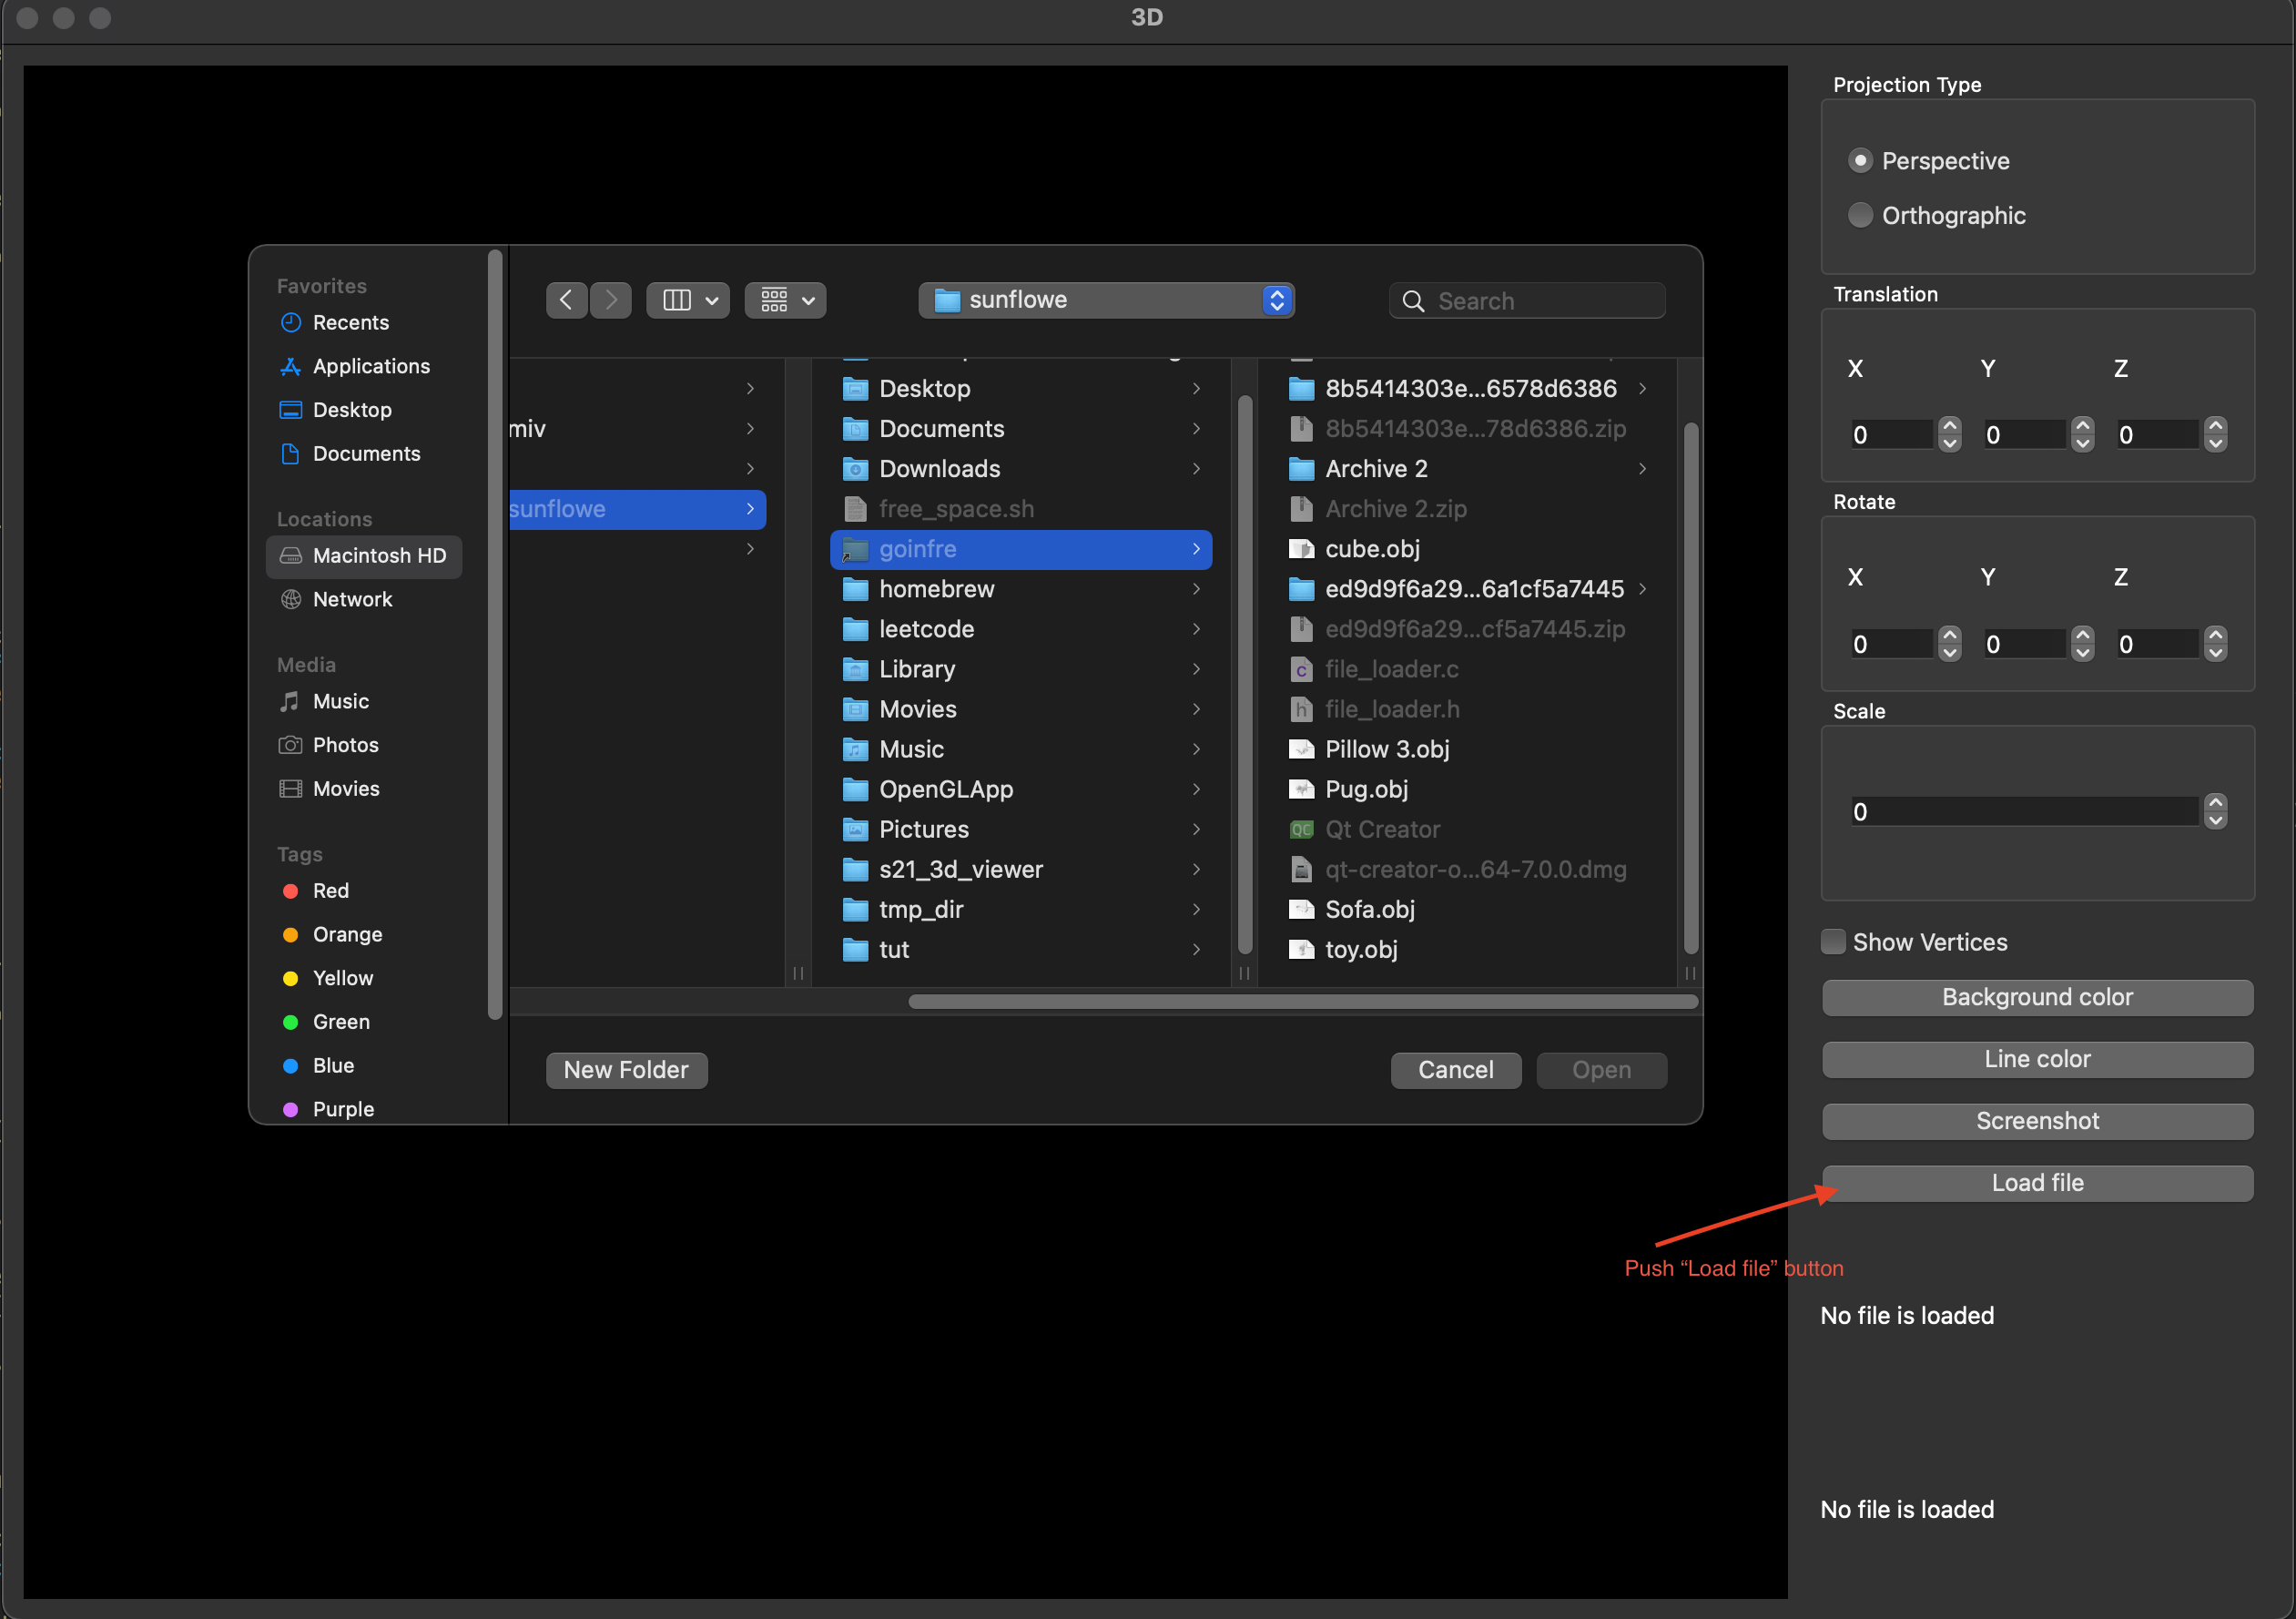 3D
Favorites
Recents
Applications
Desktop
Documents
Locations
Macintosh HD
Network
Media
Music
Photos
Movies
Tags
Red
Orange
Yellow
Green
Blue
Purple
sunflowe
Search
miv
sunflowe
Desktop
Documents
Downloads
free_space.sh
goinfre
homebrew
leetcode
Library
Movies
Music
OpenGLApp
Pictures
s21_3d_viewer
tmp_dir
tut
8b5414303e...6578d6386
8b5414303e...78d6386.zip
Archive 2
Archive 2.zip
cube.obj
ed9d9f6a29...6a1cf5a7445
ed9d9f6a29...cf5a7445.zip
file_loader.c
file_loader.h
Pillow 3.obj
Pug.obj
Qt Creator
qt-creator-o...64-7.0.0.dmg
Sofa.obj
toy.obj
New Folder
Cancel
Open
Projection Type
Perspective
Orthographic
Translation
X Y Z
0 0 0
Rotate
X Y Z
0 0 0
Scale
0
Show Vertices
Background color
Line color
Screenshot
Load file
Push “Load file” button
No file is loaded
No file is loaded